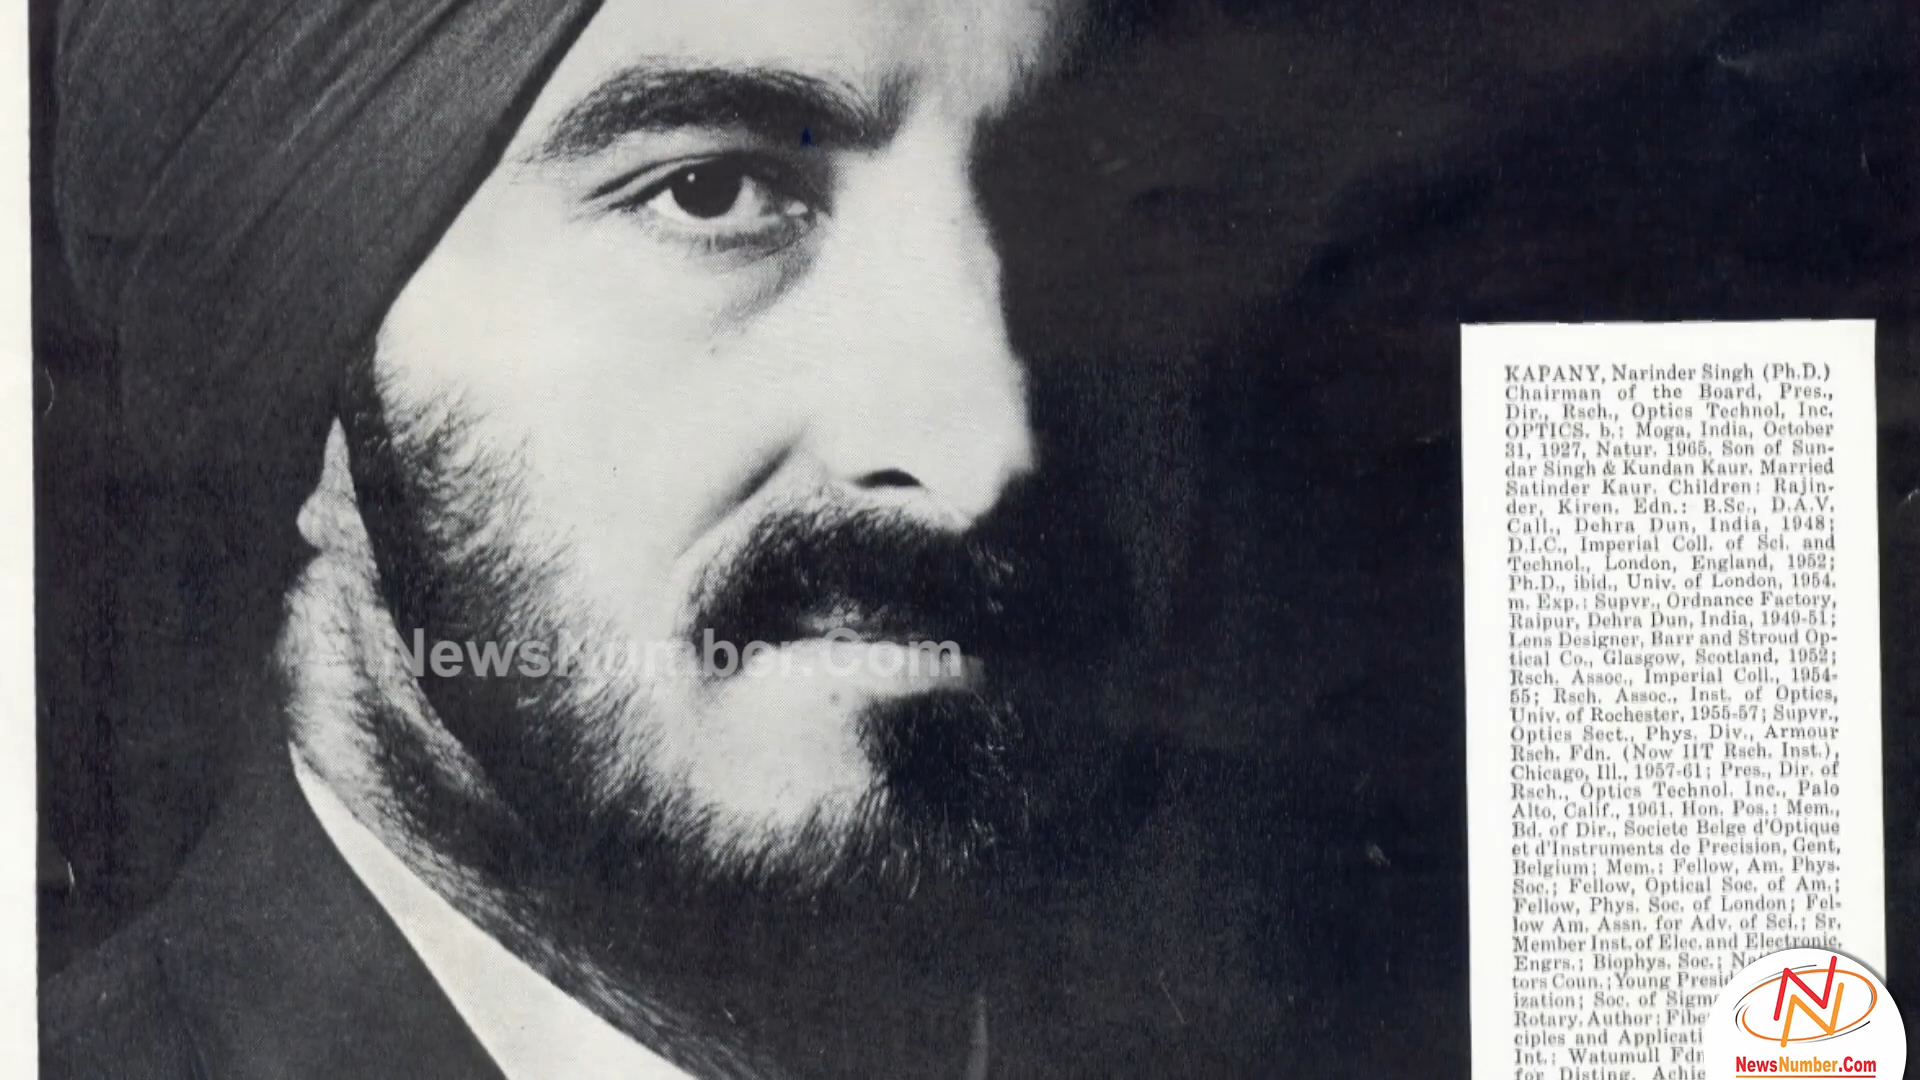 KAPANY, Narinder Singh (Ph.D.)
Chairman of the Board, Pres.,
Dir., Rsch., Optics Technol, Inc.
OPTICS. b.: Moga, India, October
31, 1927, Natur. 1965. Son of Sun-
dar Singh & Kundan Kaur. Married
Satinder Kaur. Children: Rajin-
der, Kiren. Edn.: B.Sc., D.A.V.
Call., Dehra Dun, India, 1948;
D.I.C., Imperial Coll. of Sci. and
Technol., London, England, 1952;
Ph.D., ibid., Univ. of London, 1954.
m. Exp.: Supvr., Ordnance Factory,
Raipur, Dehra Dun, India, 1949-51;
Lens Designer, Barr and Stroud Op-
tical Co., Glasgow, Scotland, 1952;
Rsch. Assoc., Imperial Coll., 1954-
55; Rsch. Assoc., Inst. of Optics,
Univ. of Rochester, 1955-57; Supvr.,
Optics Sect., Phys. Div., Armour
Rsch. Fdn. (Now IIT Rsch. Inst.),
Chicago, Ill., 1957-61; Pres., Dir. of
Rsch., Optics Technol. Inc., Palo
Alto, Calif., 1961. Hon. Pos.: Mem.,
Bd. of Dir., Societe Belge d'Optique
et d'Instruments de Precision, Gent,
Belgium; Mem.: Fellow, Am. Phys.
Soc.; Fellow, Optical Soc. of Am.;
Fellow, Phys. Soc. of London; Fel-
low Am. Assn. for Adv. of Sci.; Sr.
Member Inst. of Elec. and Electronic.
Engrs.; Biophys. Soc.;
tors Coun.; Young
ization; Soc. of
Rotary. Author:
ciples and
Int.; Watumull Fdn
for Disting.
NewsNumber.Com
NewsNumber.Com